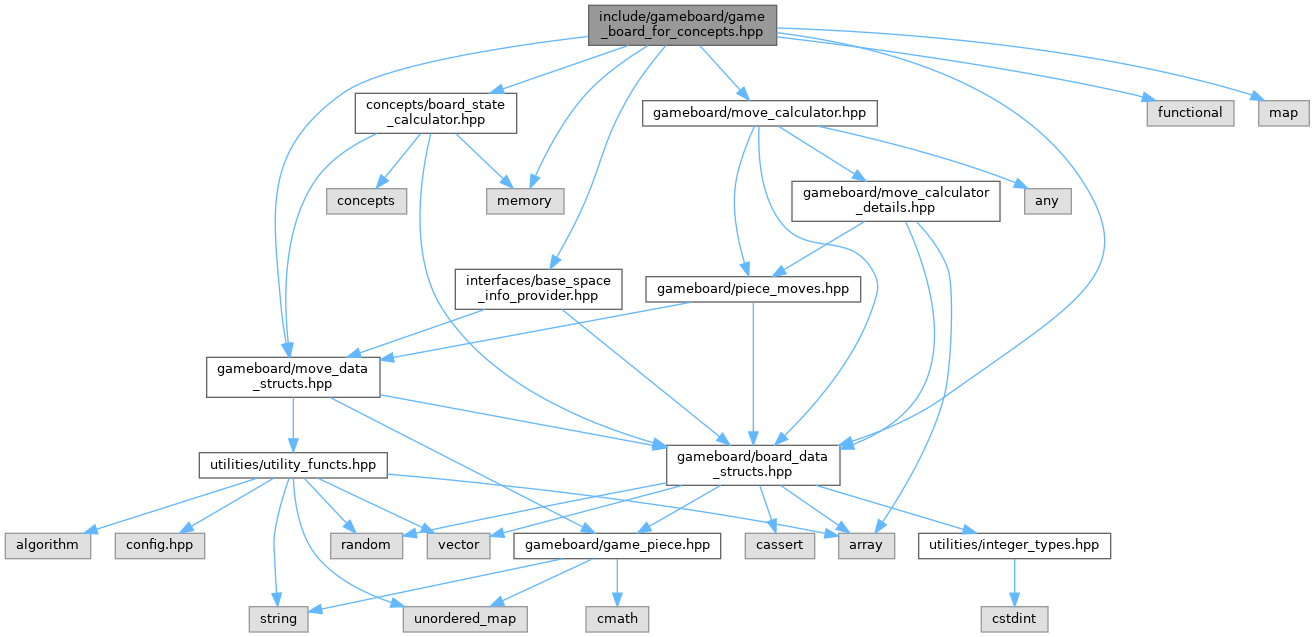 include/gameboard/game
_board_for_concepts.hpp
concepts/board_state
_calculator.hpp
gameboard/move_calculator.hpp
functional
map
concepts
memory
gameboard/move_calculator
_details.hpp
any
interfaces/base_space
_info_provider.hpp
gameboard/piece_moves.hpp
gameboard/move_data
_structs.hpp
utilities/utility_functs.hpp
gameboard/board_data
_structs.hpp
algorithm
config.hpp
random
vector
gameboard/game_piece.hpp
cassert
array
utilities/integer_types.hpp
string
unordered_map
cmath
cstdint